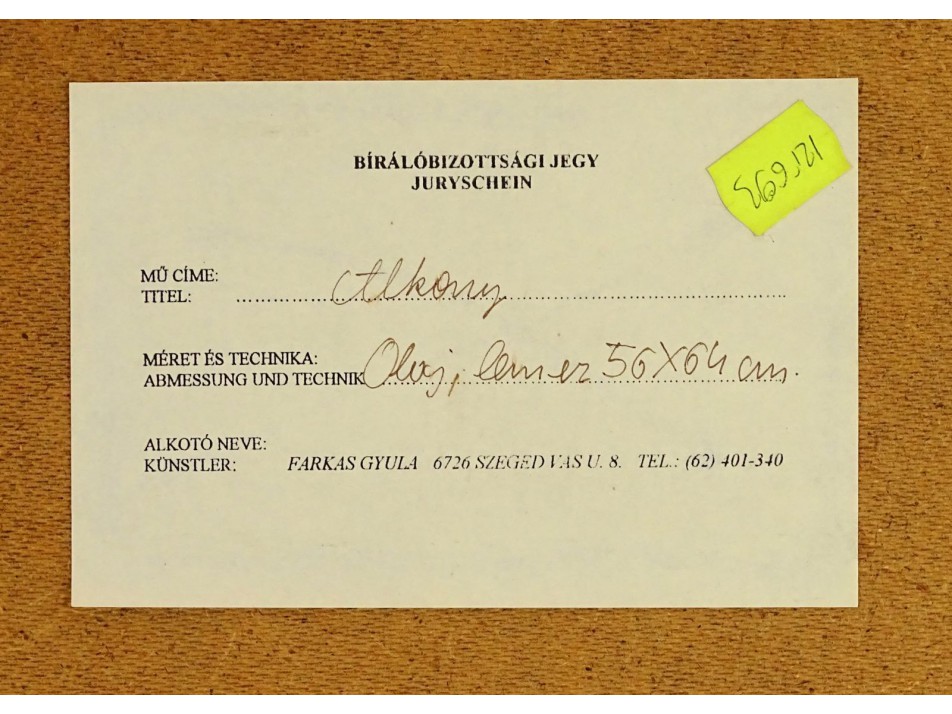 BÍRÁLÓBIZOTTSÁGI JEGY
JURYSCHEIN
MŰ CÍME:
TITEL: Alkony
MÉRET ÉS TECHNIKA:
ABMESSUNG UND TECHNIK Olaj, lemez 56X64 cm.
ALKOTÓ NEVE:
KÜNSTLER: FARKAS GYULA 6726 SZEGED VAS U. 8. TEL.: (62) 401-340